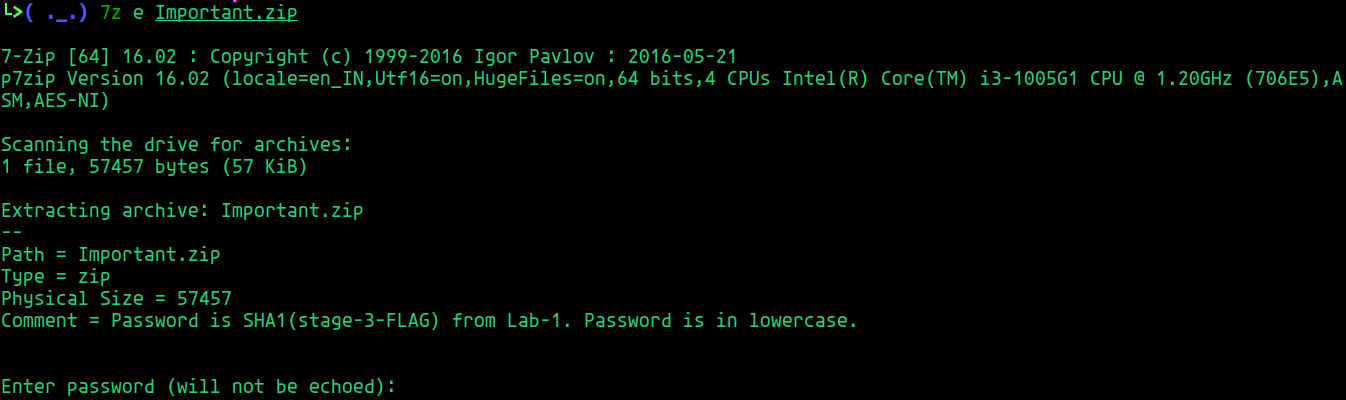 └>( ._.) 7z e Important.zip
7-Zip [64] 16.02 : Copyright (c) 1999-2016 Igor Pavlov : 2016-05-21
p7zip Version 16.02 (locale=en_IN,Utf16=on,HugeFiles=on,64 bits,4 CPUs Intel(R) Core(TM) i3-1005G1 CPU @ 1.20GHz (706E5),A
SM,AES-NI)
Scanning the drive for archives:
1 file, 57457 bytes (57 KiB)
Extracting archive: Important.zip
--
Path = Important.zip
Type = zip
Physical Size = 57457
Comment = Password is SHA1(stage-3-FLAG) from Lab-1. Password is in lowercase.
Enter password (will not be echoed):